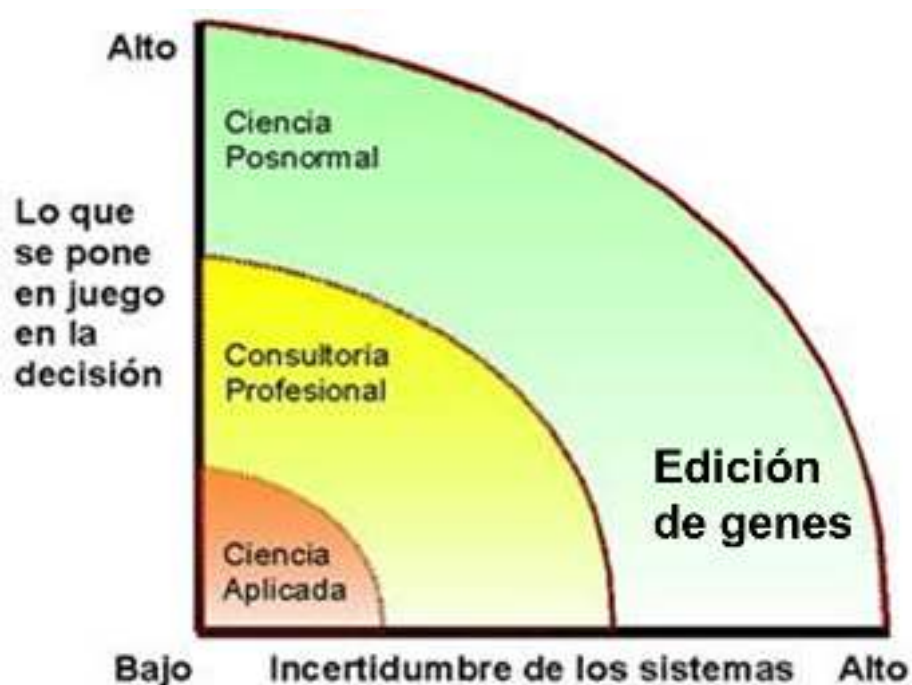 Alto
Ciencia
Posnormal
Lo que
se pone
en juego
en la
decisión
Consultoria
Profesional
Edición
de genes
Ciencia
Aplicada
Bajo Incertidumbre de los sistemas Alto